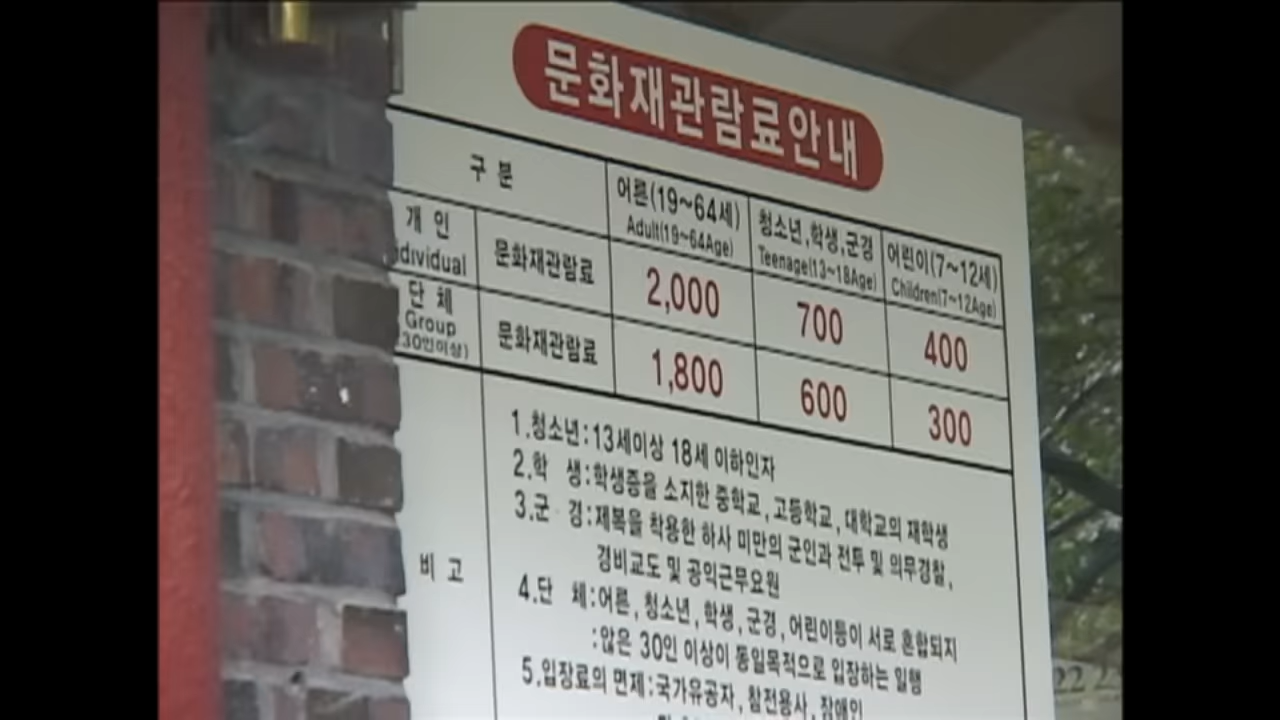 문화재관람료안내
구 분
어른(19~64세)
Adult(19~64Age)
청소년,학생,군경
Teenage(13~18Age)
어린이(7~12세)
Children(7~12Age)
개 인
dividual
문화재관람료
2,000
700
400
단 체
Group
30인이상)
문화재관람료
1,800
600
300
비 고
1.청소년:13세이상 18세 이하인자
2.학 생:학생증을 소지한 중학교,고등학교,대학교의 재학생
3.군 경:제복을 착용한 하사 미만의 군인과 전투 및 의무경찰,
경비교도 및 공익근무요원
4.단 체:어른,청소년,학생,군경,어린이등이 서로 혼합되지
:않은 30인 이상이 동일목적으로 입장하는 일행
5.입장료의 면제:국가유공자,참전용사,장애인